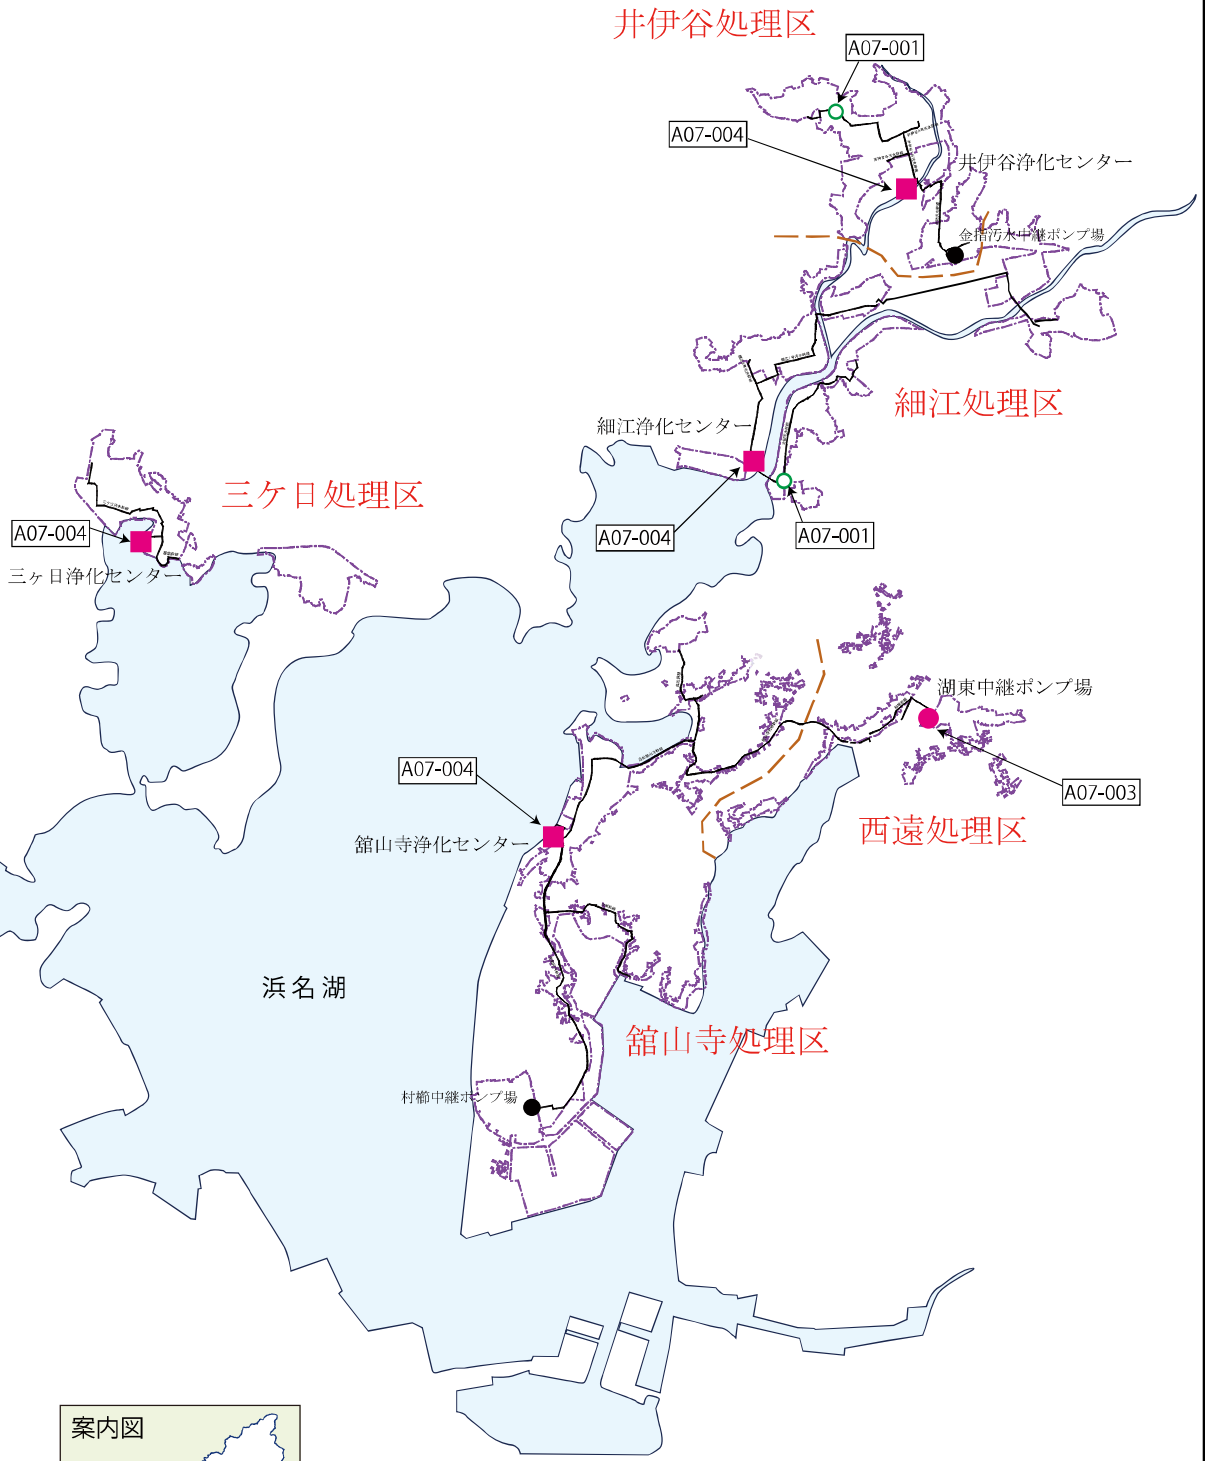 井伊谷処理区
A07-001
A07-004
井伊谷浄化センター
金指汚水中継ポンプ場
細江処理区
細江浄化センター
三ケ日処理区
A07-004
A07-004
A07-001
三ヶ日浄化センター
湖東中継ポンプ場
A07-004
A07-003
西遠処理区
舘山寺浄化センター
浜名湖
舘山寺処理区
村櫛中継ポンプ場
案内図